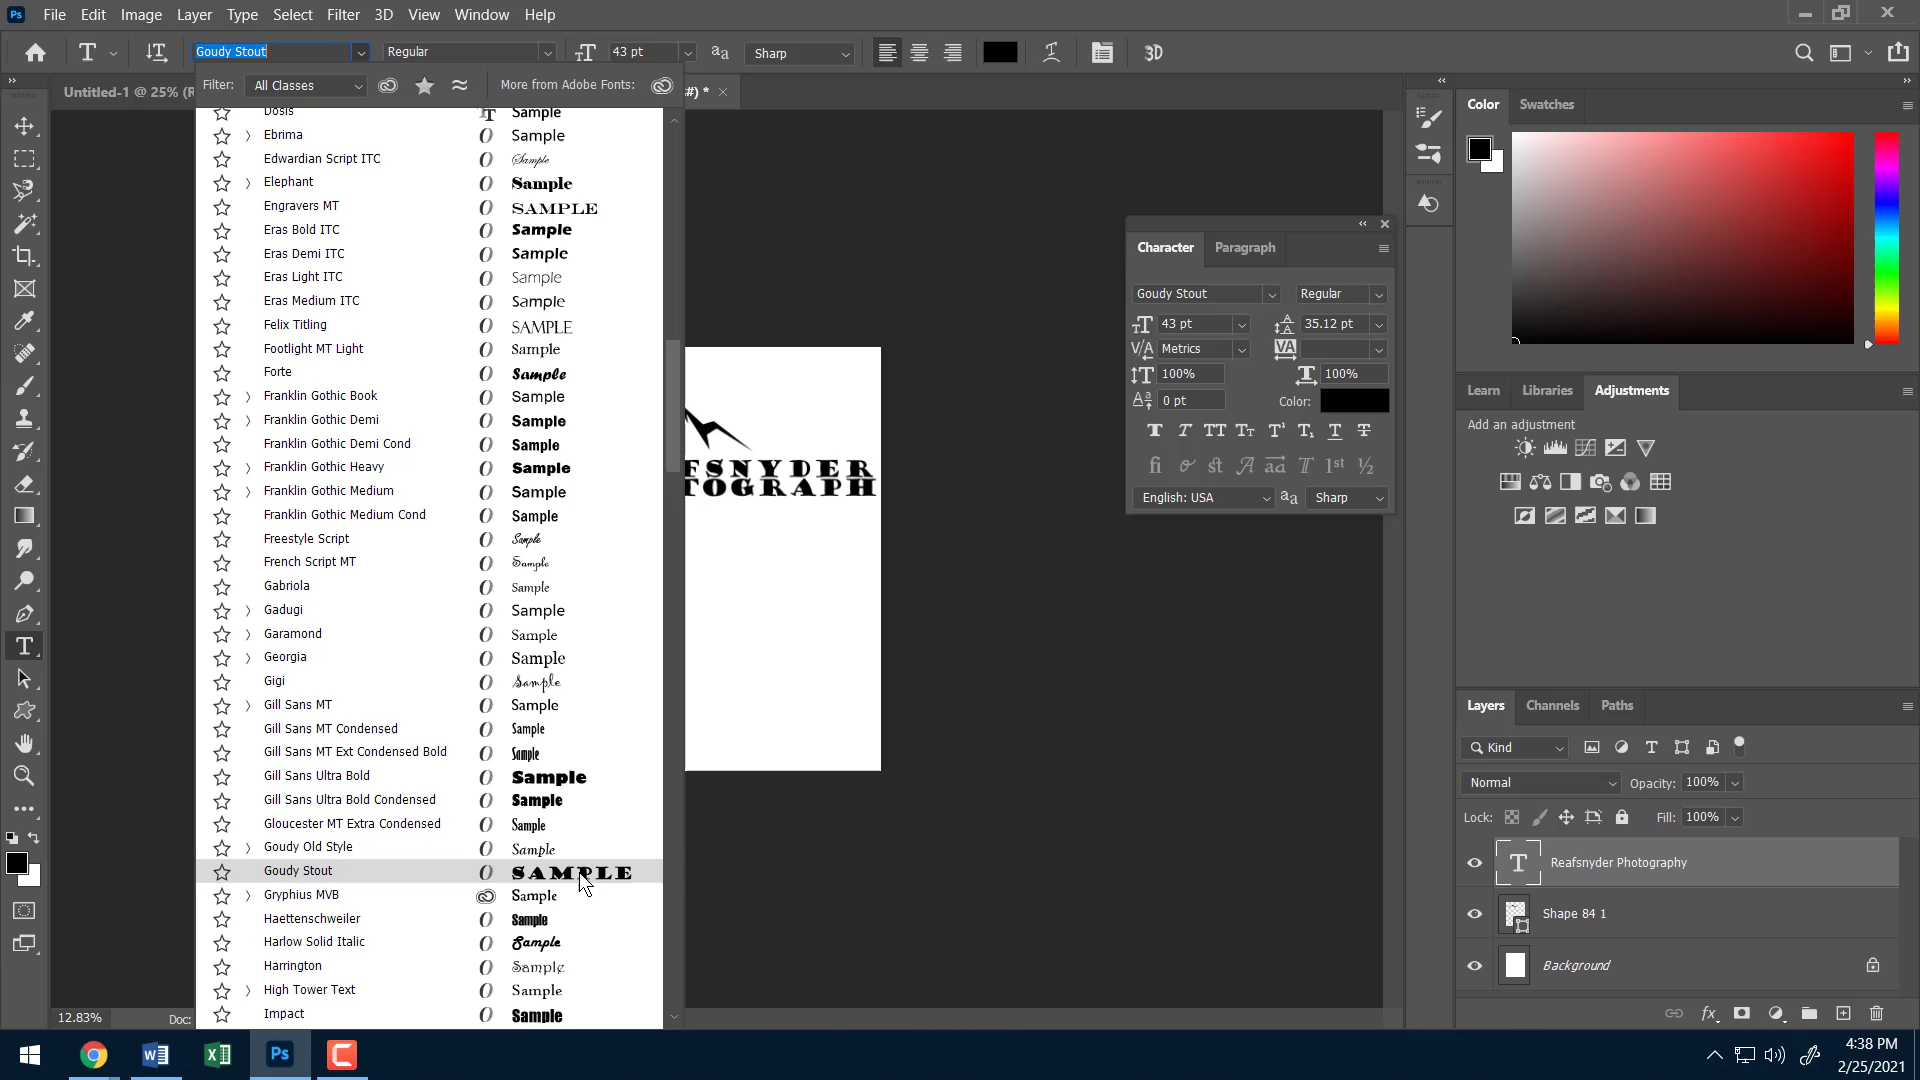 Ps File Edit Image Layer Type Select Filter 3D View Window Help
T Goudy Stout Regular 43 pt aa Sharp 3D
Filter: All Classes More from Adobe Fonts:
Untitled-1 @ 25% (R #) *
Dosis Sample
Ebrima Sample
Edwardian Script ITC Sample
Elephant Sample
Engravers MT SAMPLE
Eras Bold ITC Sample
Eras Demi ITC Sample
Eras Light ITC Sample
Eras Medium ITC Sample
Felix Titling SAMPLE
Footlight MT Light Sample
Forte Sample
Franklin Gothic Book Sample
Franklin Gothic Demi Sample
Franklin Gothic Demi Cond Sample
Franklin Gothic Heavy Sample
Franklin Gothic Medium Sample
Franklin Gothic Medium Cond Sample
Freestyle Script Sample
French Script MT Sample
Gabriola Sample
Gadugi Sample
Garamond Sample
Georgia Sample
Gigi Sample
Gill Sans MT Sample
Gill Sans MT Condensed Sample
Gill Sans MT Ext Condensed Bold Sample
Gill Sans Ultra Bold Sample
Gill Sans Ultra Bold Condensed Sample
Gloucester MT Extra Condensed Sample
Goudy Old Style Sample
Goudy Stout SAMPLE
Gryphius MVB Sample
Haettenschweiler Sample
Harlow Solid Italic Sample
Harrington Sample
High Tower Text Sample
Impact Sample
FSNYDER
TOGRAPH
Character Paragraph
Goudy Stout Regular
43 pt 35.12 pt
Metrics
100% 100%
0 pt Color:
English: USA aa Sharp
Color Swatches
Learn Libraries Adjustments
Add an adjustment
Layers Channels Paths
Kind
Normal Opacity: 100%
Lock: Fill: 100%
T Reafsnyder Photography
Shape 84 1
Background
12.83% Doc:
4:38 PM
2/25/2021